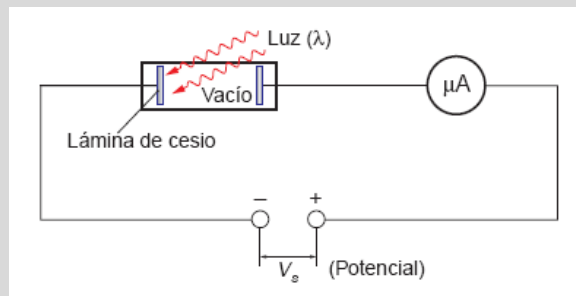 Luz (λ)
Vacío
μA
Lámina de cesio
– +
Vs (Potencial)